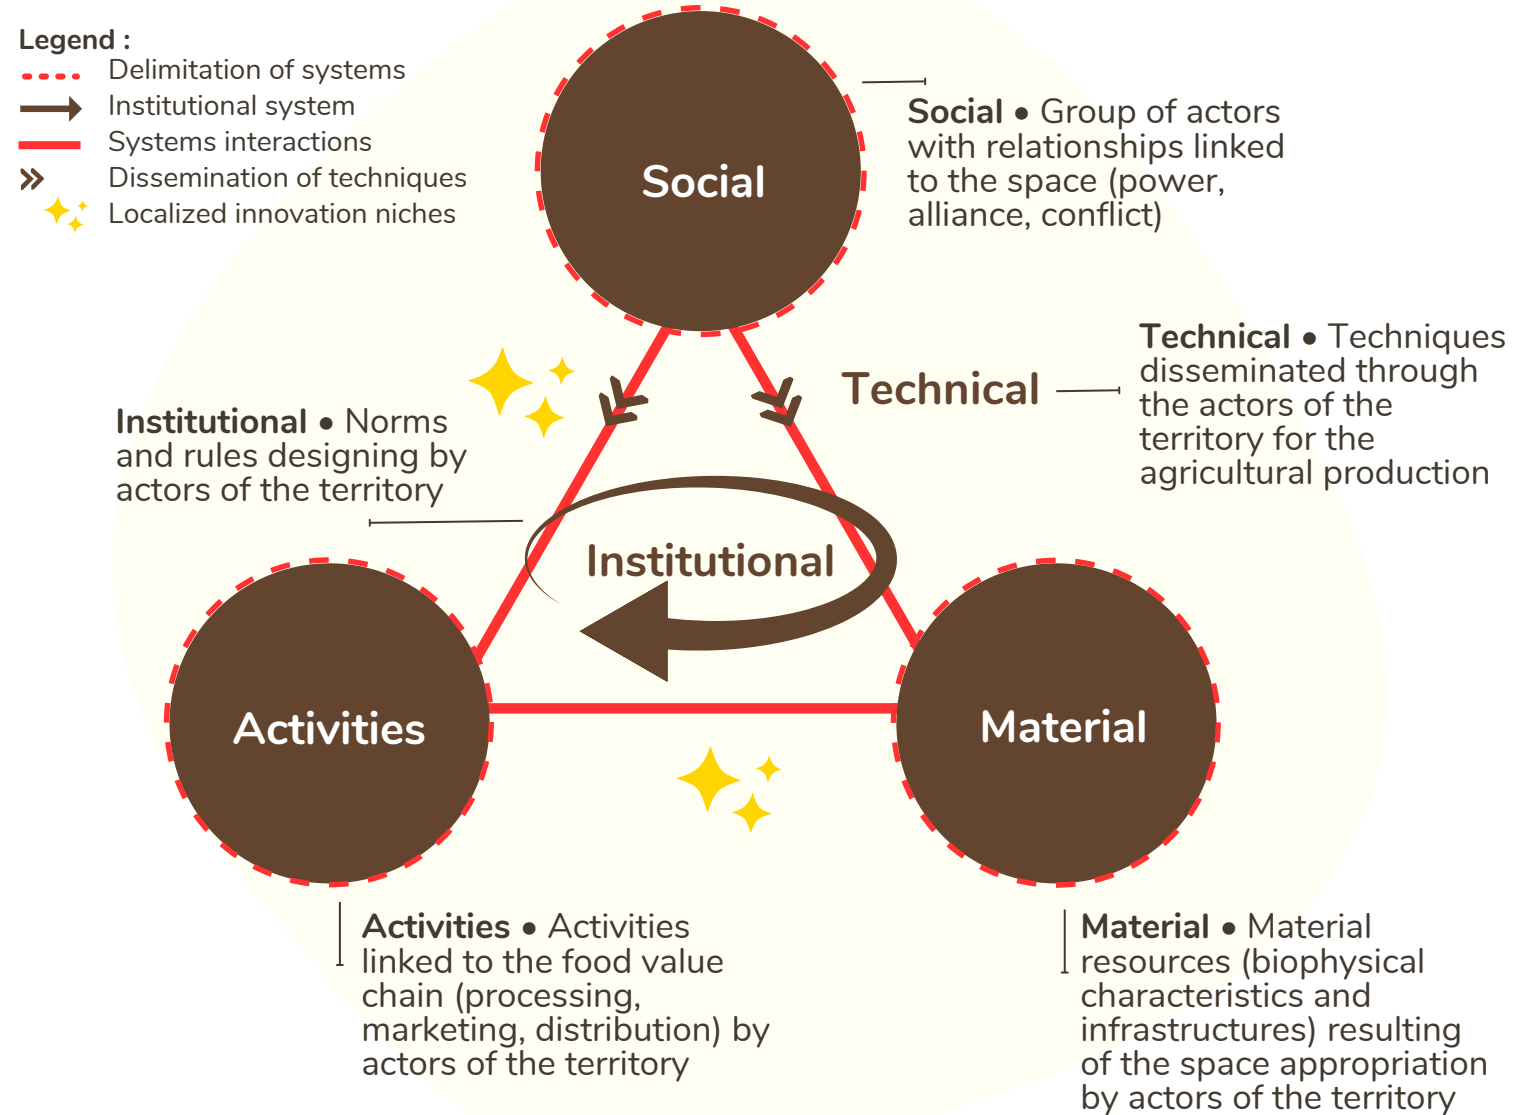 Legend :
Delimitation of systems
Institutional system
Systems interactions
Dissemination of techniques
Localized innovation niches
Social
Social • Group of actors
with relationships linked
to the space (power,
alliance, conflict)
Technical
Technical • Techniques
disseminated through
the actors of the
territory for the
agricultural production
Institutional • Norms
and rules designing by
actors of the territory
Institutional
Activities
Material
Activities • Activities
linked to the food value
chain (processing,
marketing, distribution) by
actors of the territory
Material • Material
resources (biophysical
characteristics and
infrastructures) resulting
of the space appropriation
by actors of the territory